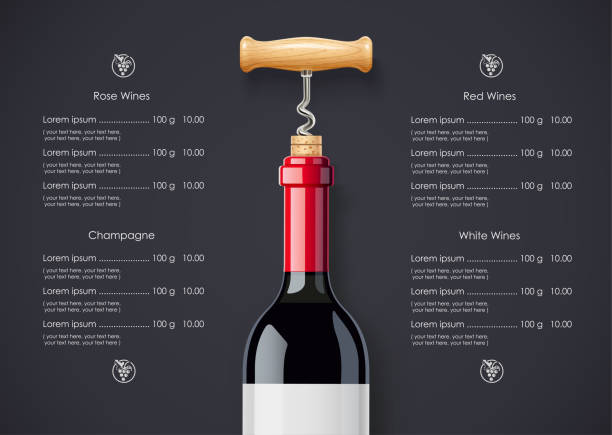 Rose Wines
Lorem ipsum ..................... 100 g 10.00
( your text here, your text here,
your text here, your text here )
Lorem ipsum ..................... 100 g 10.00
( your text here, your text here,
your text here, your text here )
Lorem ipsum ..................... 100 g 10.00
( your text here, your text here,
your text here, your text here )
Champagne
Lorem ipsum ..................... 100 g 10.00
( your text here, your text here,
your text here, your text here )
Lorem ipsum ..................... 100 g 10.00
( your text here, your text here,
your text here, your text here )
Lorem ipsum ..................... 100 g 10.00
( your text here, your text here,
your text here, your text here )
Red Wines
Lorem ipsum ..................... 100 g 10.00
( your text here, your text here,
your text here, your text here )
Lorem ipsum ..................... 100 g 10.00
( your text here, your text here,
your text here, your text here )
Lorem ipsum ..................... 100 g 10.00
( your text here, your text here,
your text here, your text here )
White Wines
Lorem ipsum ..................... 100 g 10.00
( your text here, your text here,
your text here, your text here )
Lorem ipsum ..................... 100 g 10.00
( your text here, your text here,
your text here, your text here )
Lorem ipsum ..................... 100 g 10.00
( your text here, your text here,
your text here, your text here )